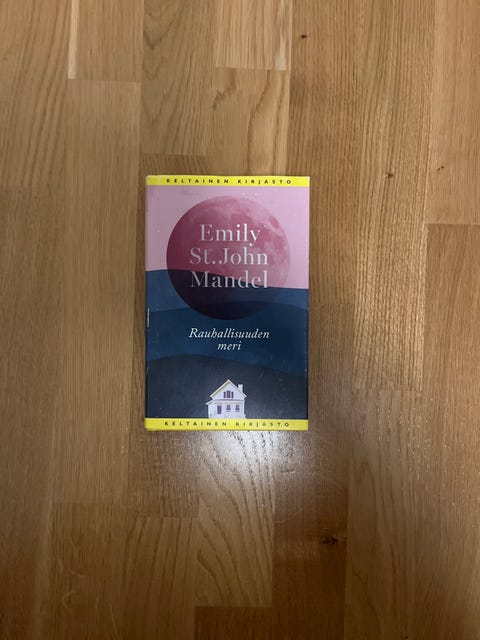 KELTAINEN KIRJASTO
Emily
St. John
Mandel
Rauhallisuuden
meri
KELTAINEN KIRJASTO